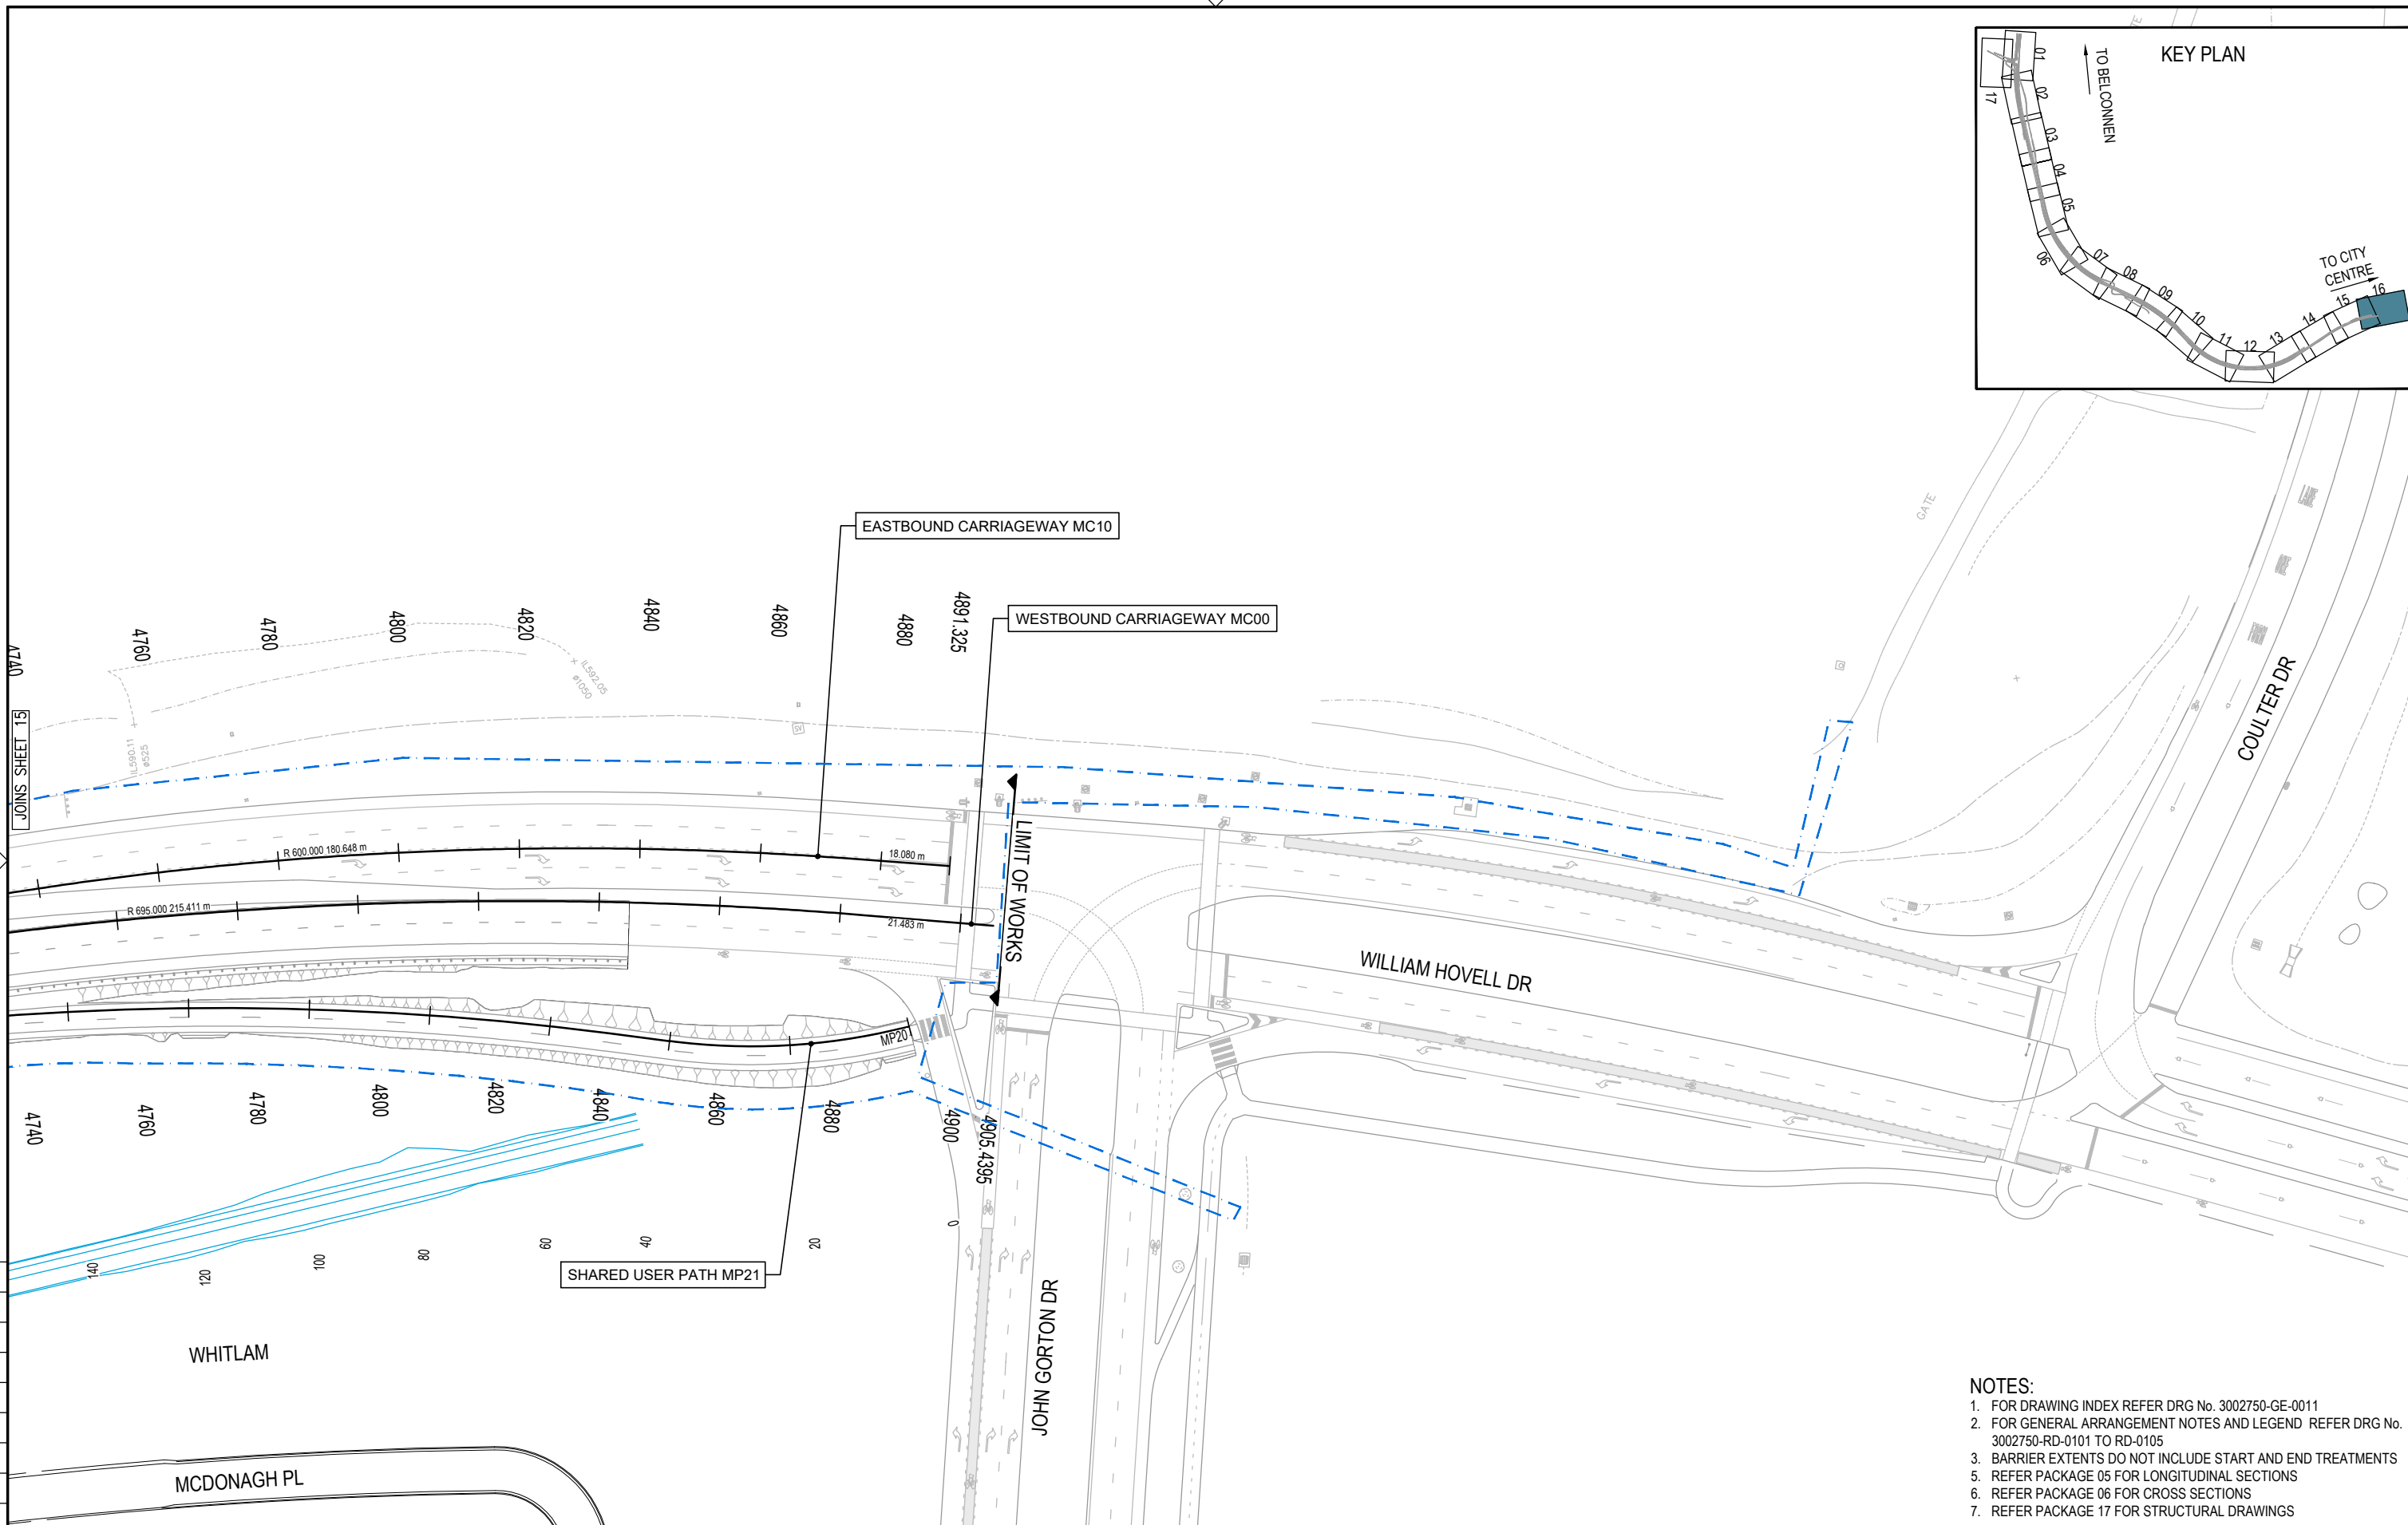 KEY PLAN
TO BELCONNEN
01
02
03
04
05
06
07
08
09
10
11
12
13
14
15
16
17
TO CITY
CENTRE
GATE
EASTBOUND CARRIAGEWAY MC10
WESTBOUND CARRIAGEWAY MC00
4740
4760
4780
4800
4820
4840
4860
4880
4891.325
IL592.05
ø1050
IL590.11
ø525
SV
JOINS SHEET 15
COULTER DR
R 600.000 180.648 m
18.080 m
R 695.000 215.411 m
21.483 m
LIMIT OF WORKS
WILLIAM HOVELL DR
MP20
4740
4760
4780
4800
4820
4840
4860
4880
4900
4905.4395
140
120
100
80
60
40
20
0
SHARED USER PATH MP21
JOHN GORTON DR
WHITLAM
MCDONAGH PL
NOTES:
1. FOR DRAWING INDEX REFER DRG No. 3002750-GE-0011
2. FOR GENERAL ARRANGEMENT NOTES AND LEGEND REFER DRG No.
3002750-RD-0101 TO RD-0105
3. BARRIER EXTENTS DO NOT INCLUDE START AND END TREATMENTS
5. REFER PACKAGE 05 FOR LONGITUDINAL SECTIONS
6. REFER PACKAGE 06 FOR CROSS SECTIONS
7. REFER PACKAGE 17 FOR STRUCTURAL DRAWINGS